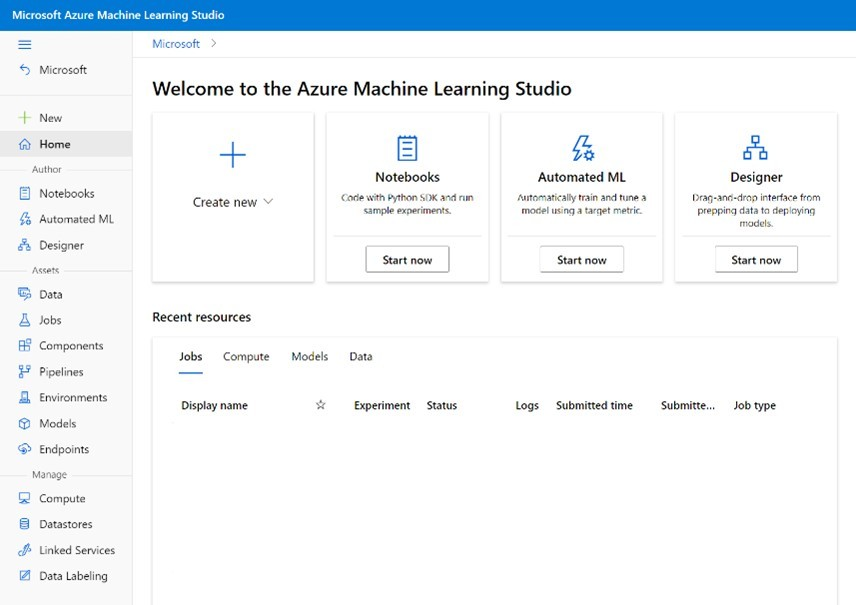 Microsoft Azure Machine Learning Studio
Microsoft
New
Home
Author
Notebooks
Automated ML
Designer
Assets
Data
Jobs
Components
Pipelines
Environments
Models
Endpoints
Manage
Compute
Datastores
Linked Services
Data Labeling
Microsoft >
Welcome to the Azure Machine Learning Studio
Create new
Notebooks
Code with Python SDK and run
sample experiments.
Start now
Automated ML
Automatically train and tune a
model using a target metric.
Start now
Designer
Drag-and-drop interface from
prepping data to deploying
models.
Start now
Recent resources
Jobs Compute Models Data
Display name Experiment Status Logs Submitted time Submitte... Job type